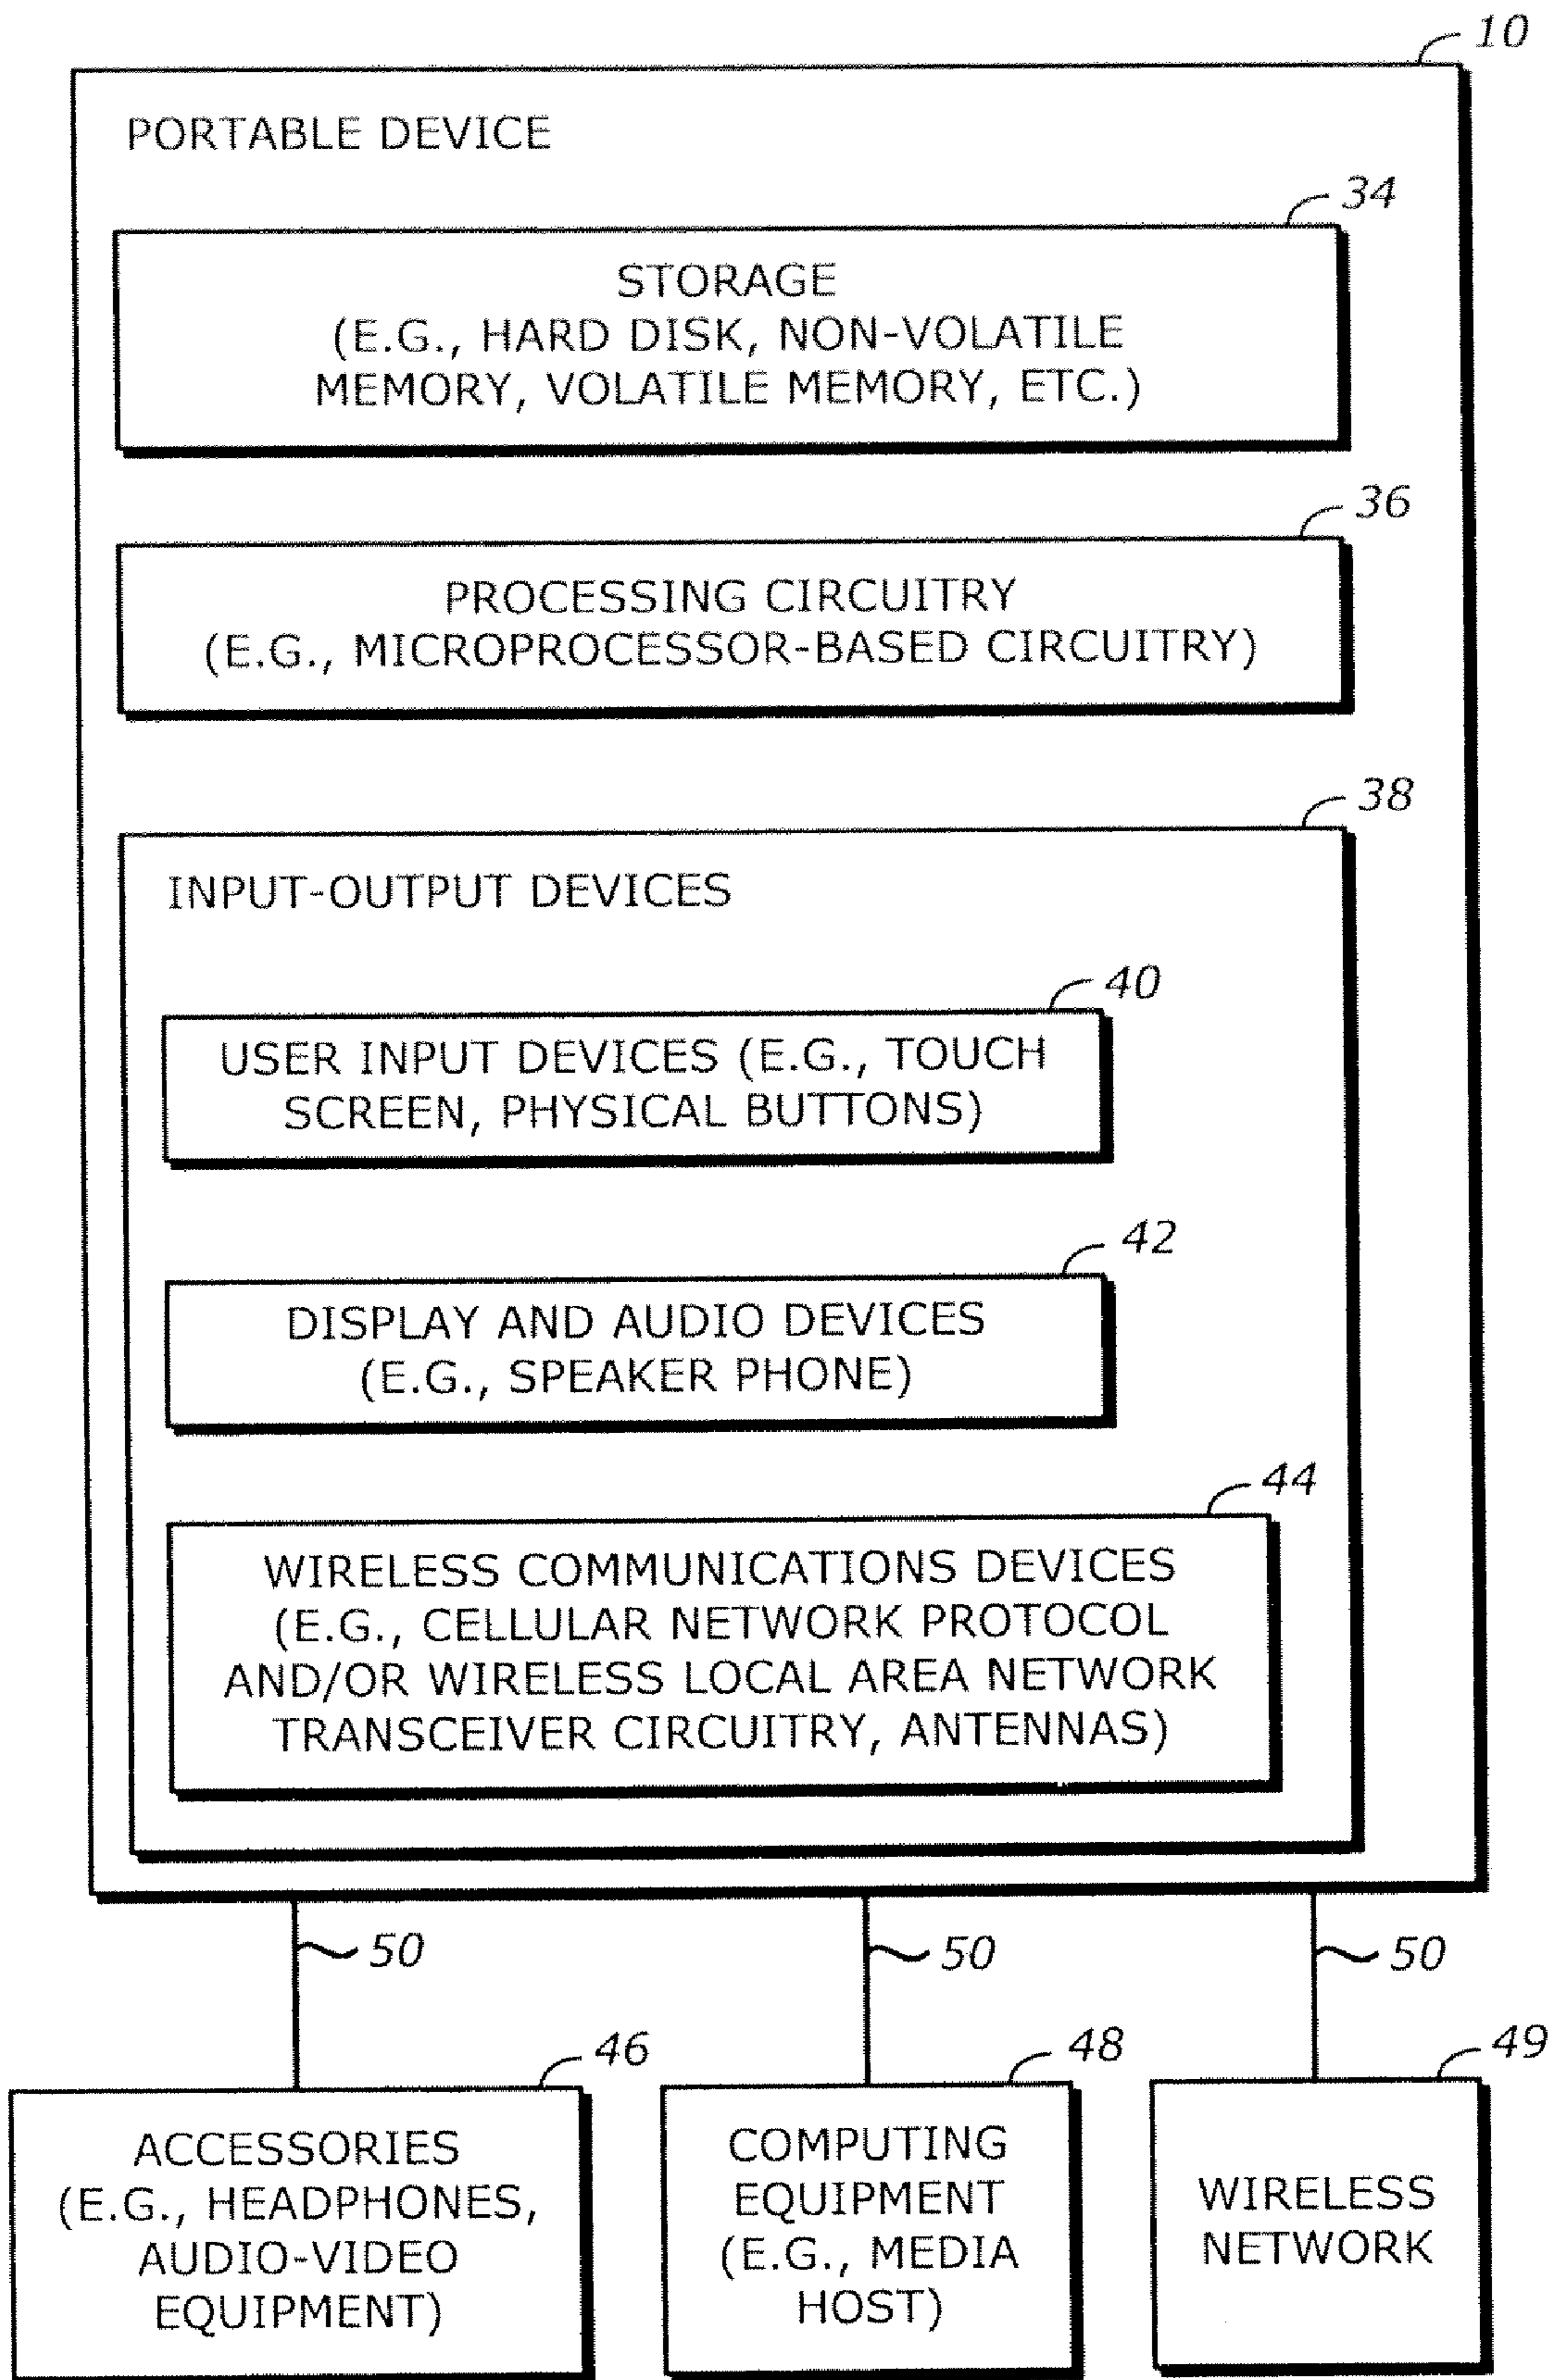 10
PORTABLE DEVICE
34
STORAGE
(E.G., HARD DISK, NON-VOLATILE
MEMORY, VOLATILE MEMORY, ETC.)
36
PROCESSING CIRCUITRY
(E.G., MICROPROCESSOR-BASED CIRCUITRY)
38
INPUT-OUTPUT DEVICES
40
USER INPUT DEVICES (E.G., TOUCH
SCREEN, PHYSICAL BUTTONS)
42
DISPLAY AND AUDIO DEVICES
(E.G., SPEAKER PHONE)
44
WIRELESS COMMUNICATIONS DEVICES
(E.G., CELLULAR NETWORK PROTOCOL
AND/OR WIRELESS LOCAL AREA NETWORK
TRANSCEIVER CIRCUITRY, ANTENNAS)
50
50
50
46
ACCESSORIES
(E.G., HEADPHONES,
AUDIO-VIDEO
EQUIPMENT)
48
COMPUTING
EQUIPMENT
(E.G., MEDIA
HOST)
49
WIRELESS
NETWORK